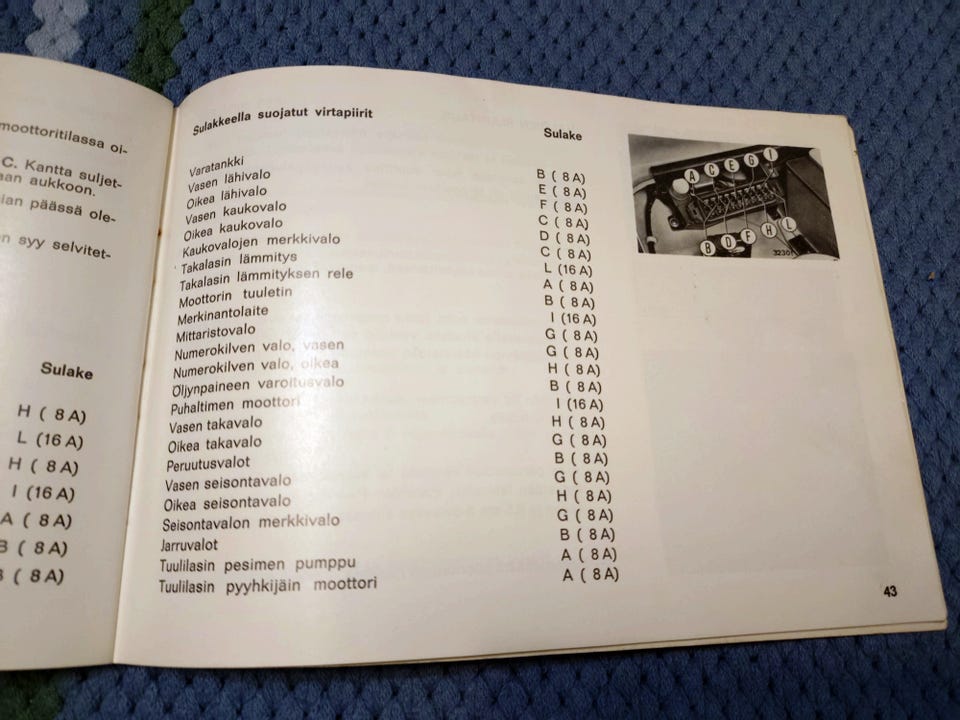 moottoritilassa oi-
C. Kantta suljet-
aan aukkoon.
ian päässä ole-
n syy selvitet-
Sulake
H ( 8 A)
L (16 A)
H ( 8 A)
I (16 A)
A ( 8 A)
B ( 8 A)
B ( 8 A)
Sulakkeella suojatut virtapiirit Sulake
Varatankki B ( 8 A)
Vasen lähivalo E ( 8 A)
Oikea lähivalo F ( 8 A)
Vasen kaukovalo C ( 8 A)
Oikea kaukovalo D ( 8 A)
Kaukovalojen merkkivalo C ( 8 A)
Takalasin lämmitys L (16 A)
Takalasin lämmityksen rele A ( 8 A)
Moottorin tuuletin B ( 8 A)
Merkinantolaite I (16 A)
Mittaristovalo G ( 8 A)
Numerokilven valo, vasen G ( 8 A)
Numerokilven valo, oikea H ( 8 A)
Öljynpaineen varoitusvalo B ( 8 A)
Puhaltimen moottori I (16 A)
Vasen takavalo H ( 8 A)
Oikea takavalo G ( 8 A)
Peruutusvalot B ( 8 A)
Vasen seisontavalo G ( 8 A)
Oikea seisontavalo H ( 8 A)
Seisontavalon merkkivalo G ( 8 A)
Jarruvalot B ( 8 A)
Tuulilasin pesimen pumppu A ( 8 A)
Tuulilasin pyyhkijäin moottori A ( 8 A)
A C E G I
B D F H L
3230
43